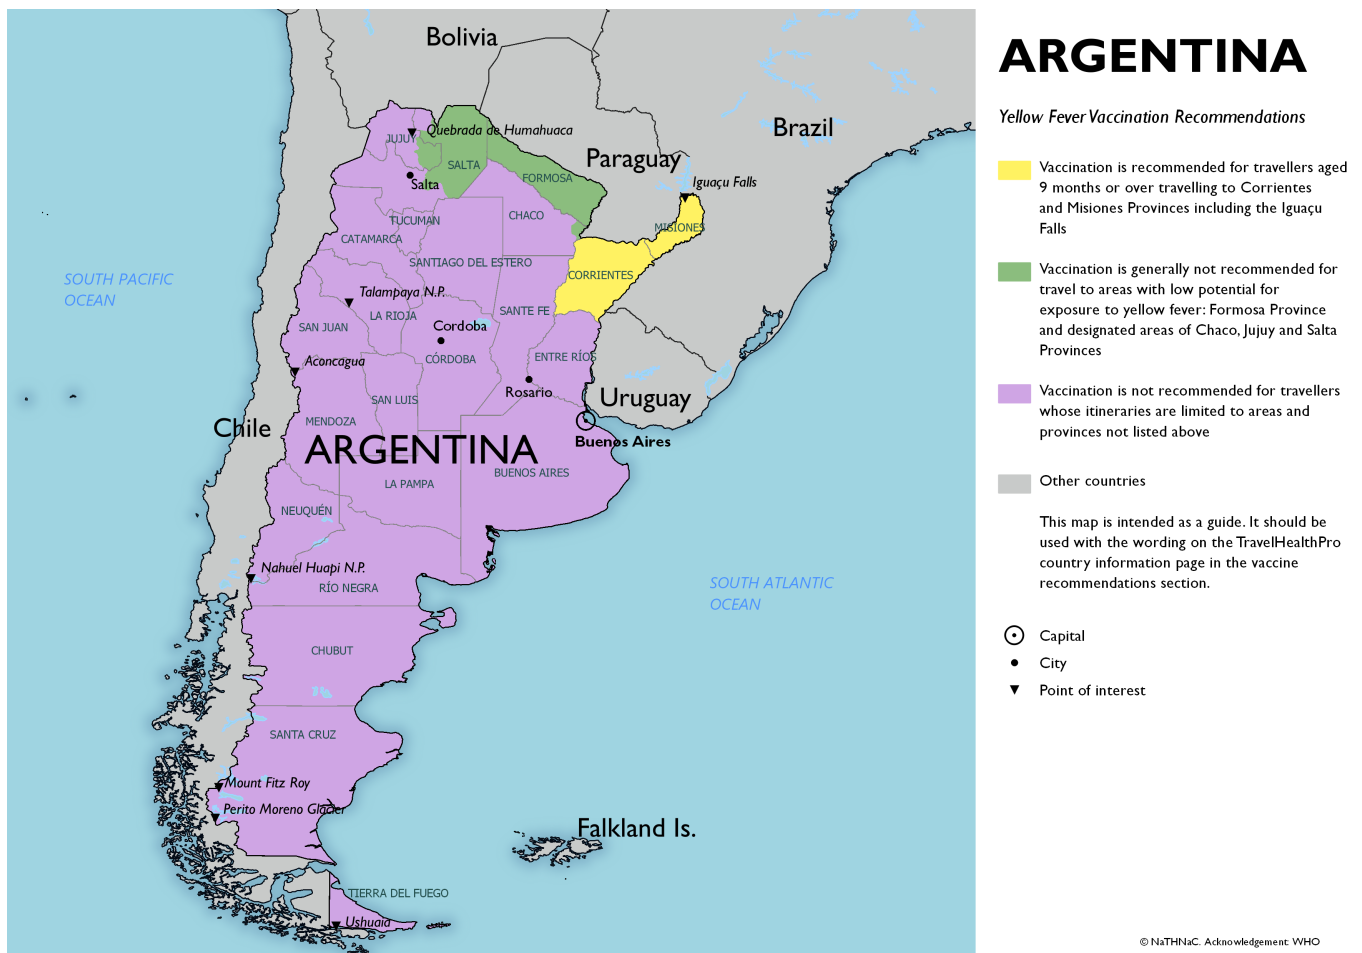 Bolivia
Brazil
Quebrada de Humahuaca
JUJUY
Paraguay
SALTA
FORMOSA
Iguaçu Falls
Salta
CHACO
TUCUMAN
MISIONES
CATAMARCA
SANTIAGO DEL ESTERO
CORRIENTES
SOUTH PACIFIC
OCEAN
Talampaya N.P.
LA RIOJA
SANTE FE
SAN JUAN
Cordoba
CÓRDOBA
ENTRE RÍOS
Aconcagua
Rosario
Uruguay
SAN LUIS
MENDOZA
Chile
ARGENTINA
Buenos Aires
BUENOS AIRES
LA PAMPA
NEUQUÉN
Nahuel Huapi N.P.
RÍO NEGRA
SOUTH ATLANTIC
OCEAN
CHUBUT
SANTA CRUZ
Mount Fitz Roy
Perito Moreno Glacier
Falkland Is.
TIERRA DEL FUEGO
Ushuaia
ARGENTINA
Yellow Fever Vaccination Recommendations
Vaccination is recommended for travellers aged
9 months or over travelling to Corrientes
and Misiones Provinces including the Iguaçu
Falls
Vaccination is generally not recommended for
travel to areas with low potential for
exposure to yellow fever: Formosa Province
and designated areas of Chaco, Jujuy and Salta
Provinces
Vaccination is not recommended for travellers
whose itineraries are limited to areas and
provinces not listed above
Other countries
This map is intended as a guide. It should be
used with the wording on the TravelHealthPro
country information page in the vaccine
recommendations section.
Capital
City
Point of interest
© NaTHNaC. Acknowledgement: WHO